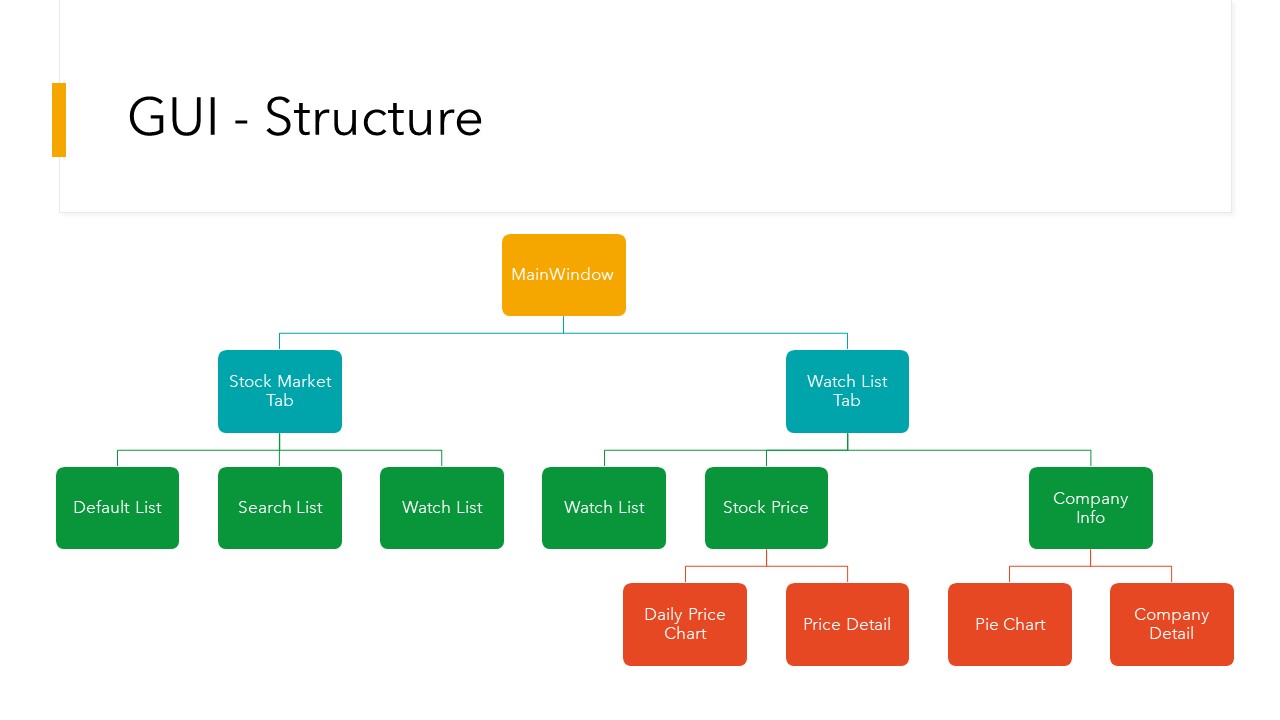 GUI - Structure
MainWindow
Stock Market
Tab
Watch List
Tab
Default List
Search List
Watch List
Watch List
Stock Price
Company
Info
Daily Price
Chart
Price Detail
Pie Chart
Company
Detail